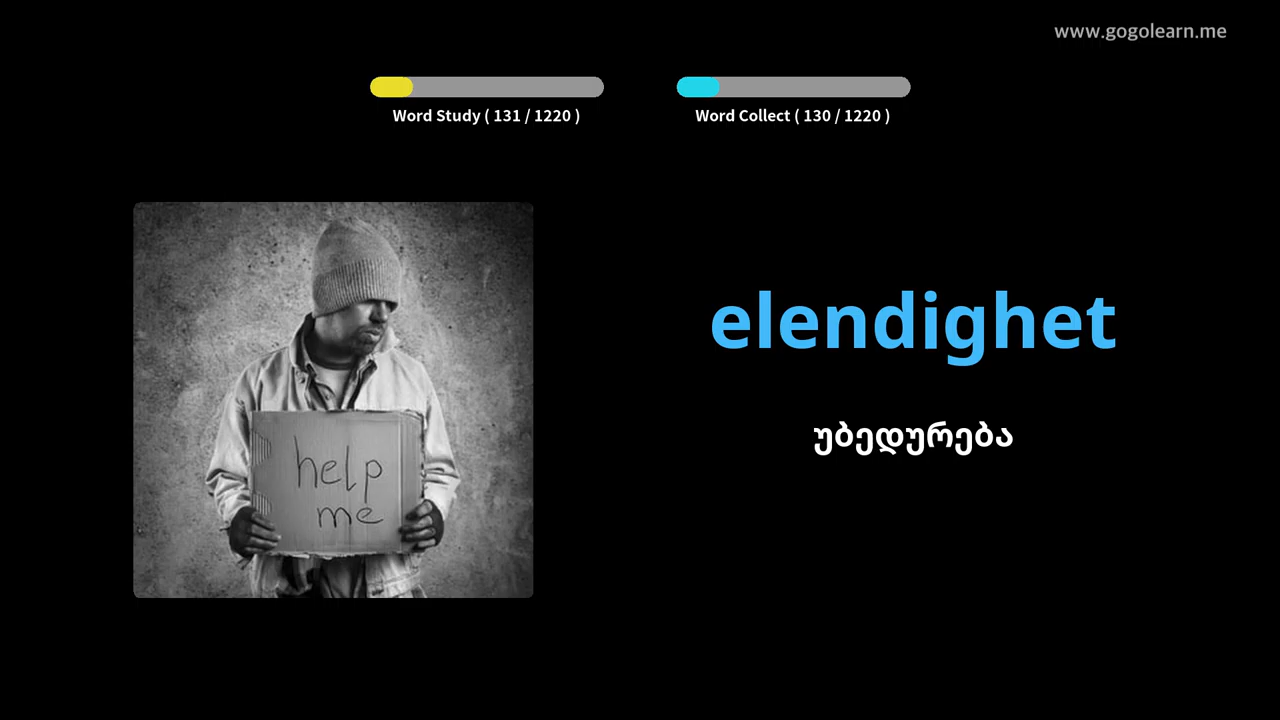 www.gogolearn.me
Word Study ( 131 / 1220 )
Word Collect ( 130 / 1220 )
help
me
elendighet
უბედურება